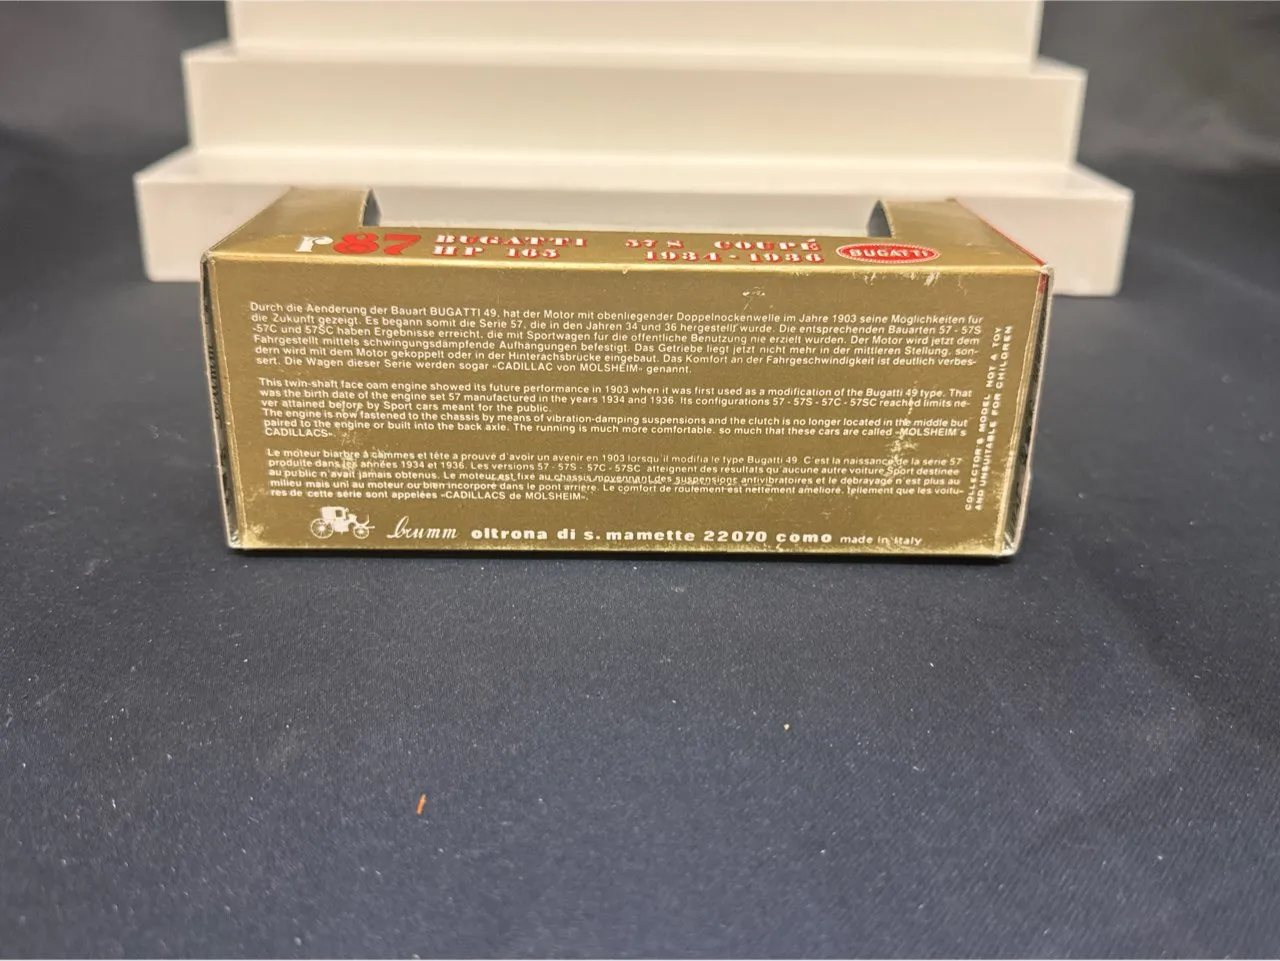 r87 BUGATTI 57 S COUPÉ
HP 165 1934 - 1936
BUGATTI
Durch die Aenderung der Bauart BUGATTI 49, hat der Motor mit obenliegender Doppelnockenwelle im Jahre 1903 seine Möglichkeiten für
die Zukunft gezeigt. Es begann somit die Serie 57, die in den Jahren 34 und 36 hergestellt wurde. Die entsprechenden Bauarten 57 - 57S
-57C und 57SC haben Ergebnisse erreicht, die mit Sportwagen für die offentliche Benutzung nie erzielt wurden. Der Motor wird jetzt dem
Fahrgestell mittels schwingungsdämpfende Aufhangungen befestigt. Das Getriebe liegt jetzt nicht mehr in der mittleren Stellung, son-
dern wird mit dem Motor gekoppelt oder in der Hinterachsbrücke eingebaut. Das Komfort an der Fahrgeschwindigkeit ist deutlich verbes-
sert. Die Wagen dieser Serie werden sogar «CADILLAC von MOLSHEIM» genannt.
This twin-shaft face oam engine showed its future performance in 1903 when it was first used as a modification of the Bugatti 49 type. That
was the birth date of the engine set 57 manufactured in the years 1934 and 1936. Its configurations 57 - 57S - 57C - 57SC reached limits ne-
ver attained before by Sport cars meant for the public.
The engine is now fastened to the chassis by means of vibration-damping suspensions and the clutch is no longer located in the middle but
paired to the engine or built into the back axle. The running is much more comfortable. so much that these cars are called «MOLSHEIM's
CADILLACS».
Le moteur biarbre à cammes et tête a prouvé d'avoir un avenir en 1903 lorsqu'il modifia le type Bugatti 49. C'est la naissance de la serie 57
produite dans les années 1934 et 1936. Les versions 57 - 57S - 57C - 57SC atteignent des résultats qu'aucune autre voiture Sport destinée
au public n'avait jamais obtenus. Le moteur est fixe au chassis moyennant des suspensions antivibratoires et le debrayage n'est plus au
milieu mais uni au moteur ou bien incorporé dans le pont arrière. Le comfort de roulement est nettement amelioré, tellement que les voitu-
res de cette série sont appelées «CADILLACS de MOLSHEIM».
COLLECTOR'S MODEL NOT A TOY
AND UNSUITABLE FOR CHILDREN
brumm oltrona di s. mamette 22070 como made in Italy